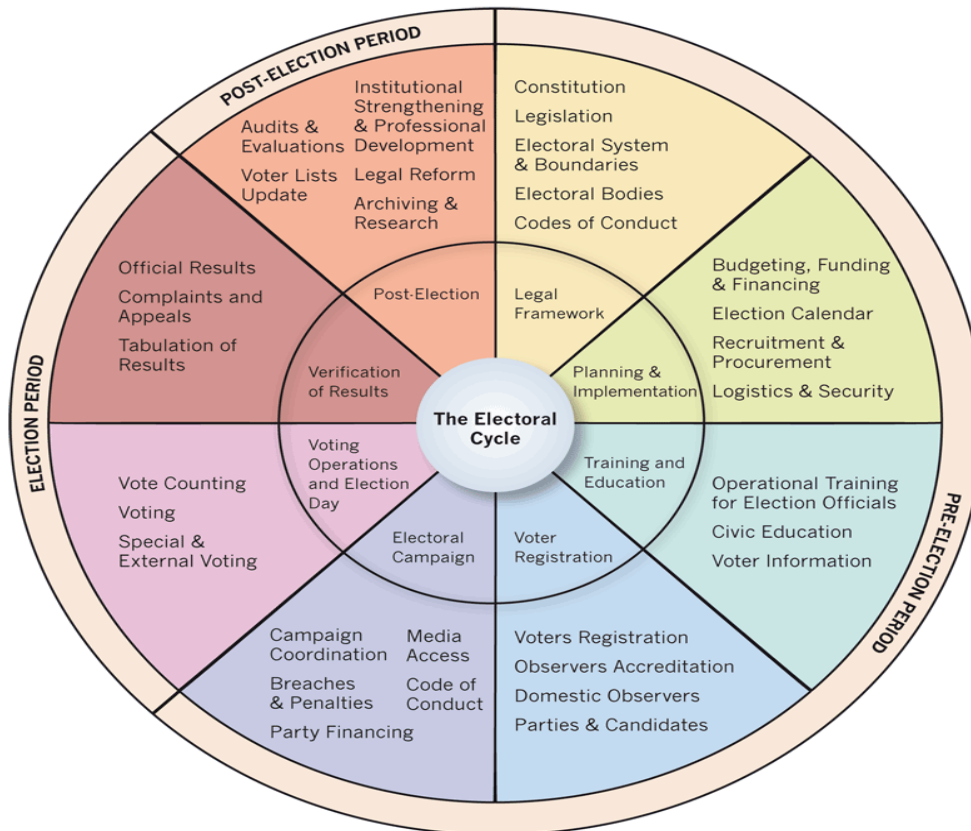 POST-ELECTION PERIOD
Institutional
Strengthening
& Professional
Development
Audits &
Evaluations
Voter Lists
Update
Legal Reform
Archiving &
Research
Constitution
Legislation
Electoral System
& Boundaries
Electoral Bodies
Codes of Conduct
Budgeting, Funding
& Financing
Election Calendar
Recruitment &
Procurement
Logistics & Security
Official Results
Complaints and
Appeals
Tabulation of
Results
Post-Election
Legal
Framework
Verification
of Results
Planning &
Implementation
The Electoral
Cycle
ELECTION PERIOD
Voting
Operations
and Election
Day
Training and
Education
Vote Counting
Voting
Special &
External Voting
Operational Training
for Election Officials
Civic Education
Voter Information
PRE-ELECTION PERIOD
Electoral
Campaign
Voter
Registration
Campaign
Coordination
Breaches
& Penalties
Party Financing
Media
Access
Code of
Conduct
Voters Registration
Observers Accreditation
Domestic Observers
Parties & Candidates